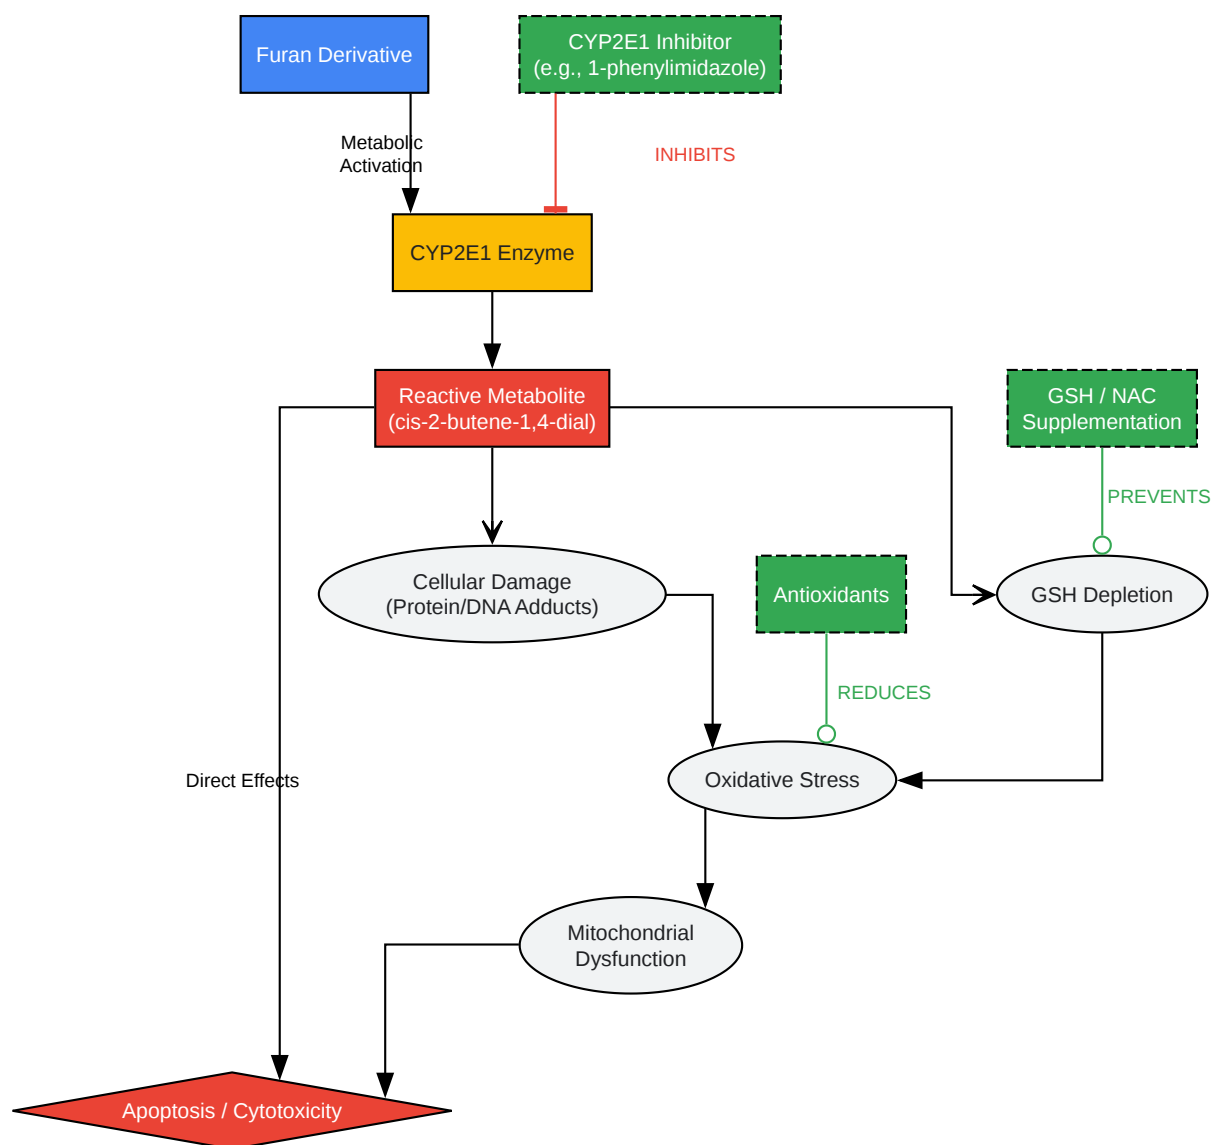 Furan Derivative
CYP2E1 Inhibitor
(e.g., 1-phenylimidazole)
Metabolic
Activation
INHIBITS
CYP2E1 Enzyme
Reactive Metabolite
(cis-2-butene-1,4-dial)
GSH / NAC
Supplementation
PREVENTS
Cellular Damage
(Protein/DNA Adducts)
Antioxidants
GSH Depletion
REDUCES
Direct Effects
Oxidative Stress
Mitochondrial
Dysfunction
Apoptosis / Cytotoxicity